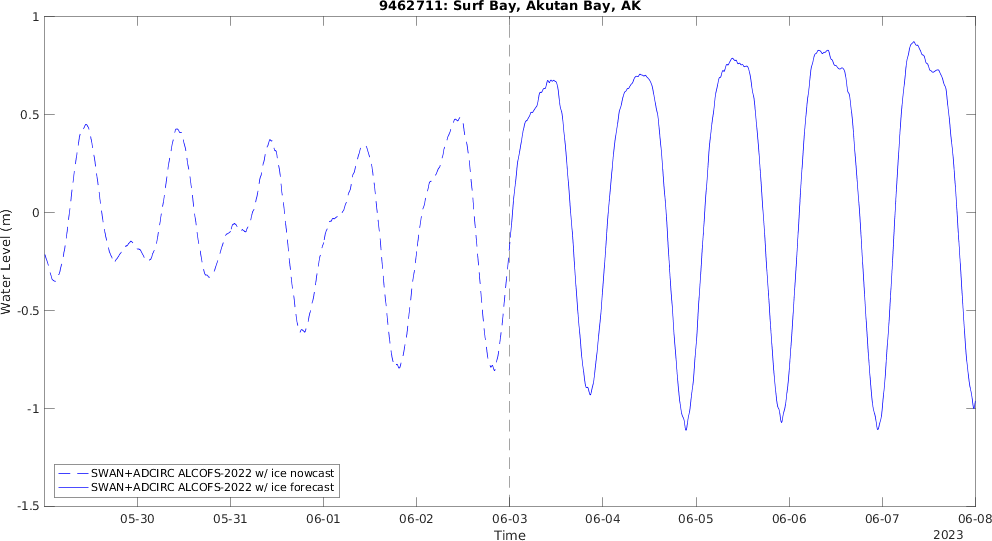 9462711: Surf Bay, Akutan Bay, AK
Water Level (m)
1
0.5
0
-0.5
-1
-1.5
SWAN+ADCIRC ALCOFS-2022 w/ ice nowcast
SWAN+ADCIRC ALCOFS-2022 w/ ice forecast
05-30 05-31 06-01 06-02 06-03 06-04 06-05 06-06 06-07 06-08
Time
2023